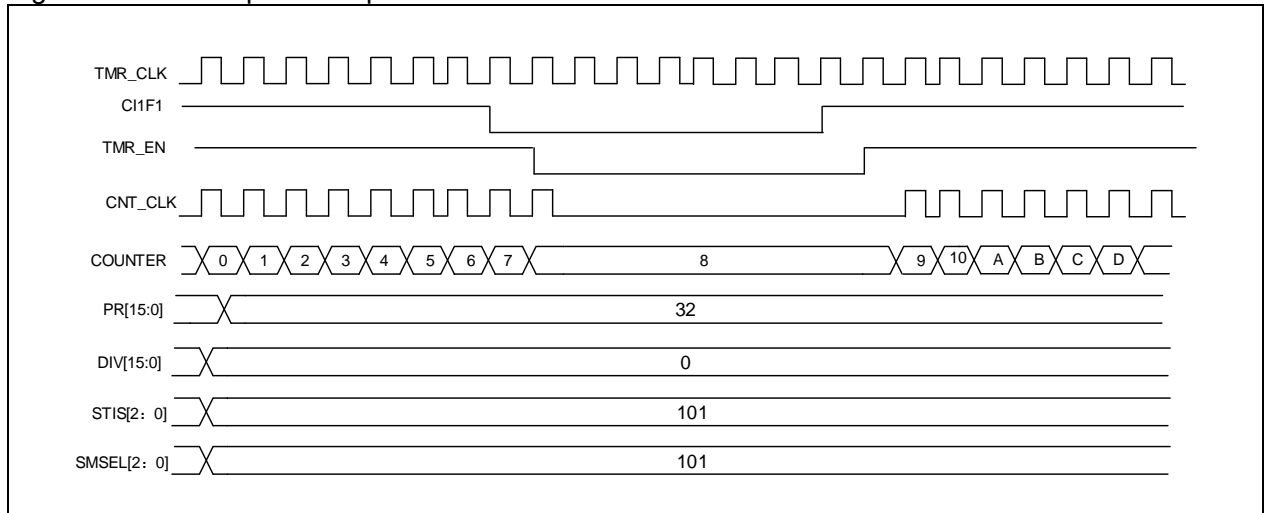 TMR_CLK
CI1F1
TMR_EN
CNT_CLK
COUNTER 0 1 2 3 4 5 6 7 8 9 10 A B C D
PR[15:0] 32
DIV[15:0] 0
STIS[2：0] 101
SMSEL[2：0] 101